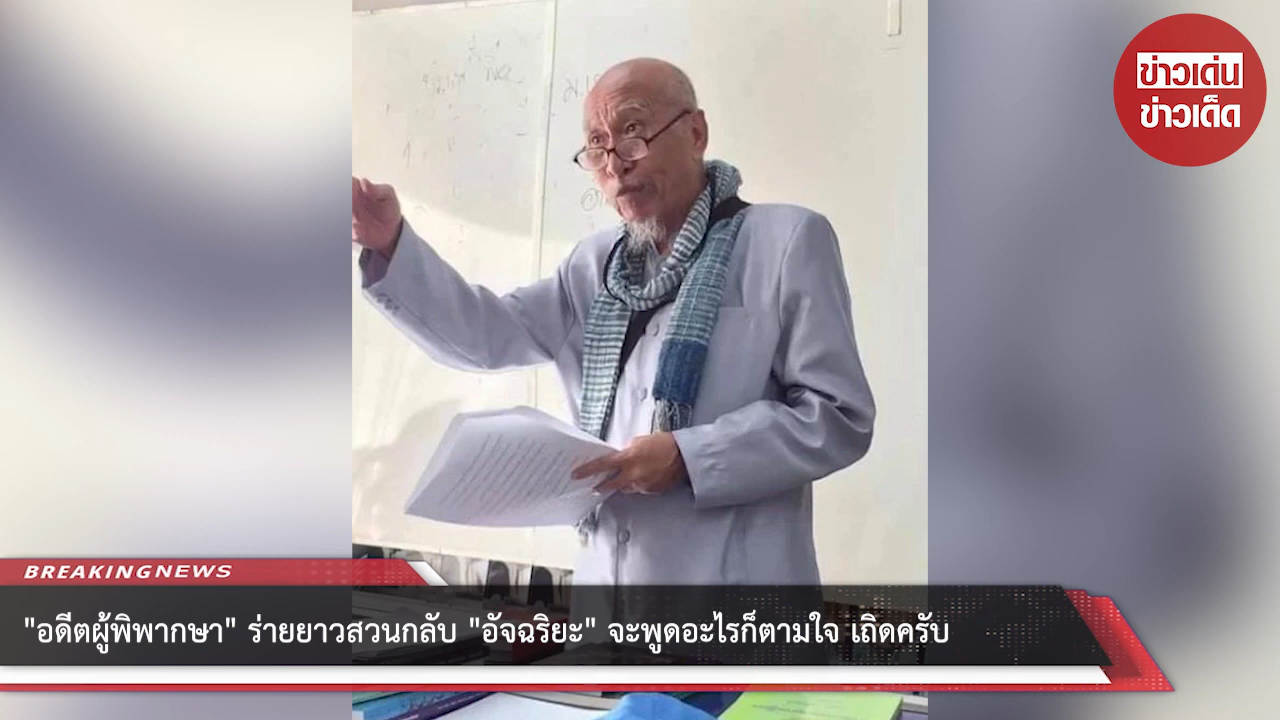 ข่าวเด่น
ข่าวเด็ด
BREAKING NEWS
"อดีตผู้พิพากษา" ร่ายยาวสวนกลับ "อัจฉริยะ" จะพูดอะไรก็ตามใจ เถิดครับ